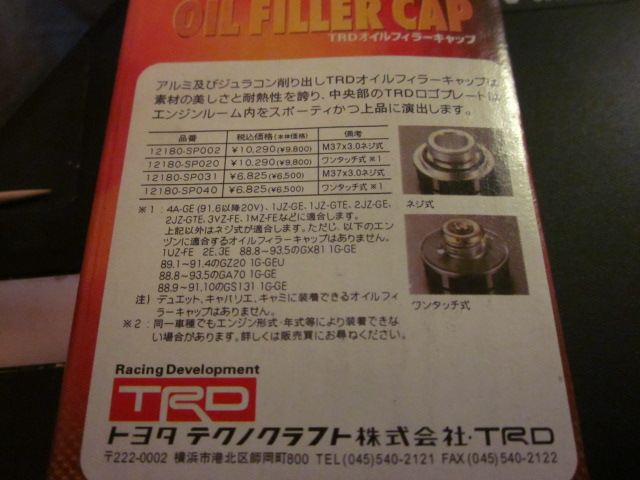 OIL FILLER CAP
TRDオイルフィラーキャップ
アルミ及びジュラコン削り出しTRDオイルフィラーキャップは
素材の美しさと耐熱性を誇り、中央部のTRDロゴプレートは
エンジンルーム内をスポーティかつ上品に演出します。
品番 税込価格(本体価格) 備考
12180-SP002 ¥10,290(¥9,800) M37x3.0ネジ式
12180-SP020 ¥10,290(¥9,800) ワンタッチ式 ※1
12180-SP031 ¥6,825(¥6,500) M37x3.0ネジ式
12180-SP040 ¥6,825(¥6,500) ワンタッチ式 ※1
ネジ式
※1：4A-GE (91.6以降20V)、1JZ-GE、1JZ-GTE、2JZ-GE、
2JZ-GTE、3VZ-FE、1MZ-FEなどに適合します。
上記以外はネジ式が適合します。ただし、以下のエン
ジンに適合するオイルフィラーキャップはありません。
1UZ-FE 2E,3E 88.8～93.5のGX81 1G-GE
89.1～91.4のGZ20 1G-GEU
88.8～93.5のGA70 1G-GE
88.9～91.10のGS131 1G-GE
ワンタッチ式
注) デュエット、キャバリエ、キャミに装着できるオイルフィ
ラーキャップはありません。
※2：同一車種でもエンジン形式・年式等により装着できな
い場合があります。詳しくは販売買にお尋ねください。
Racing Development
TRD
トヨタ テクノクラフト株式会社・TRD
〒222-0002 横浜市港北区師岡町800 TEL(045)540-2121 FAX(045)540-2122